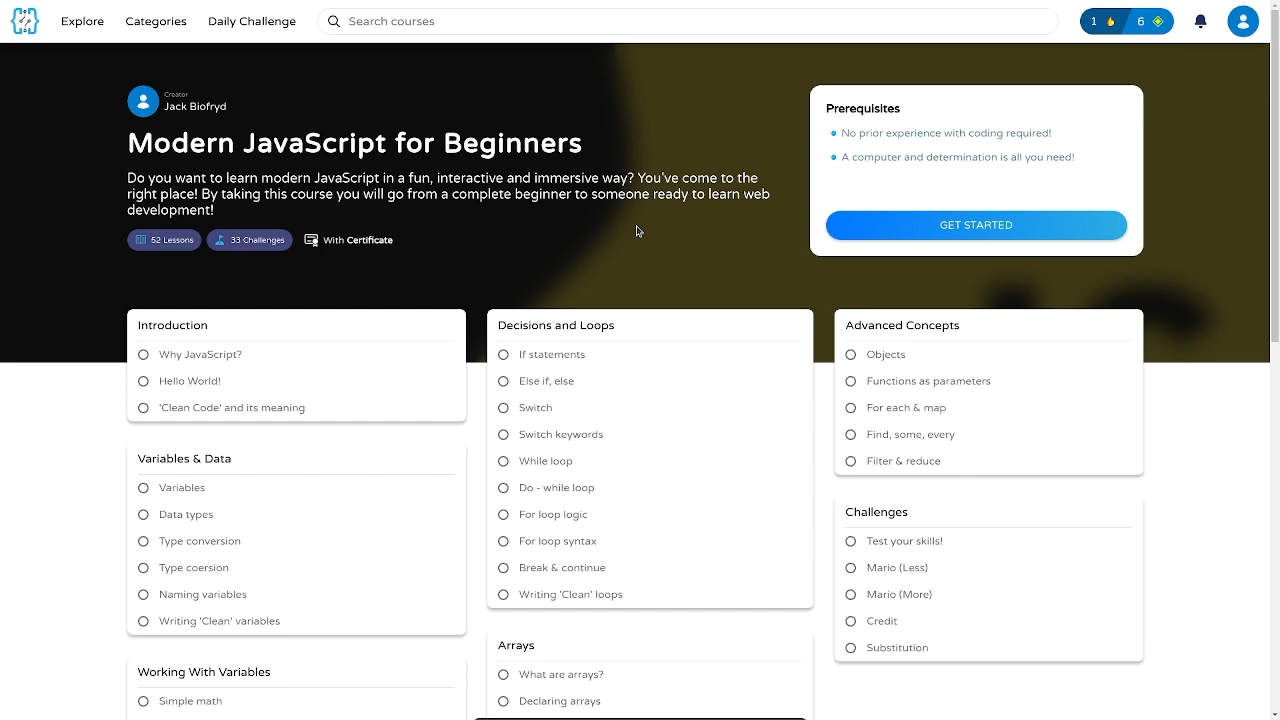 Explore Categories Daily Challenge Search courses 1 6
Creator
Jack Biofryd
Modern JavaScript for Beginners
Do you want to learn modern JavaScript in a fun, interactive and immersive way? You've come to the
right place! By taking this course you will go from a complete beginner to someone ready to learn web
development!
52 Lessons 33 Challenges With Certificate
Prerequisites
No prior experience with coding required!
A computer and determination is all you need!
GET STARTED
Introduction
Why JavaScript?
Hello World!
'Clean Code' and its meaning
Variables & Data
Variables
Data types
Type conversion
Type coersion
Naming variables
Writing 'Clean' variables
Working With Variables
Simple math
Decisions and Loops
If statements
Else if, else
Switch
Switch keywords
While loop
Do - while loop
For loop logic
For loop syntax
Break & continue
Writing 'Clean' loops
Arrays
What are arrays?
Declaring arrays
Advanced Concepts
Objects
Functions as parameters
For each & map
Find, some, every
Filter & reduce
Challenges
Test your skills!
Mario (Less)
Mario (More)
Credit
Substitution